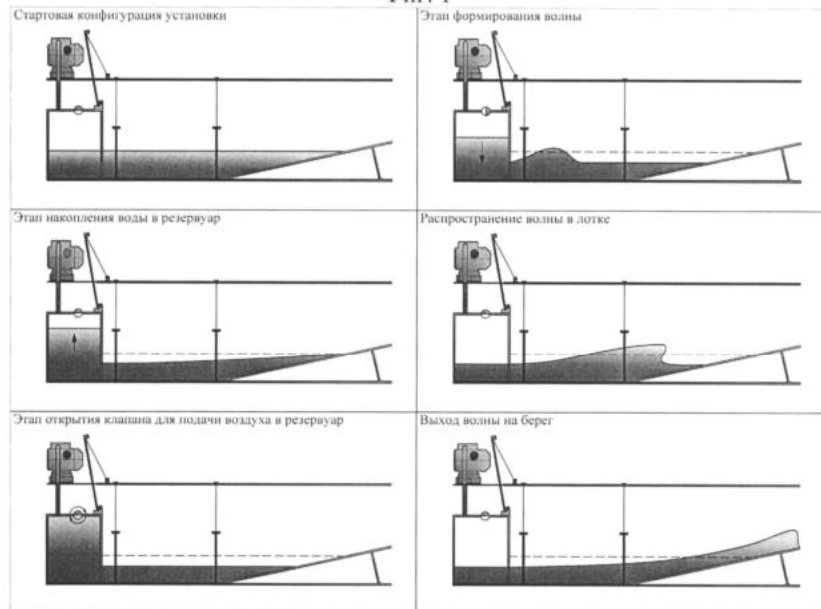 Стартовая конфигурация установки
Этап формирования волны
Этап накопления воды в резервуар
Распространение волны в лотке
Этап открытия клапана для подачи воздуха в резервуар
Выход волны на берег